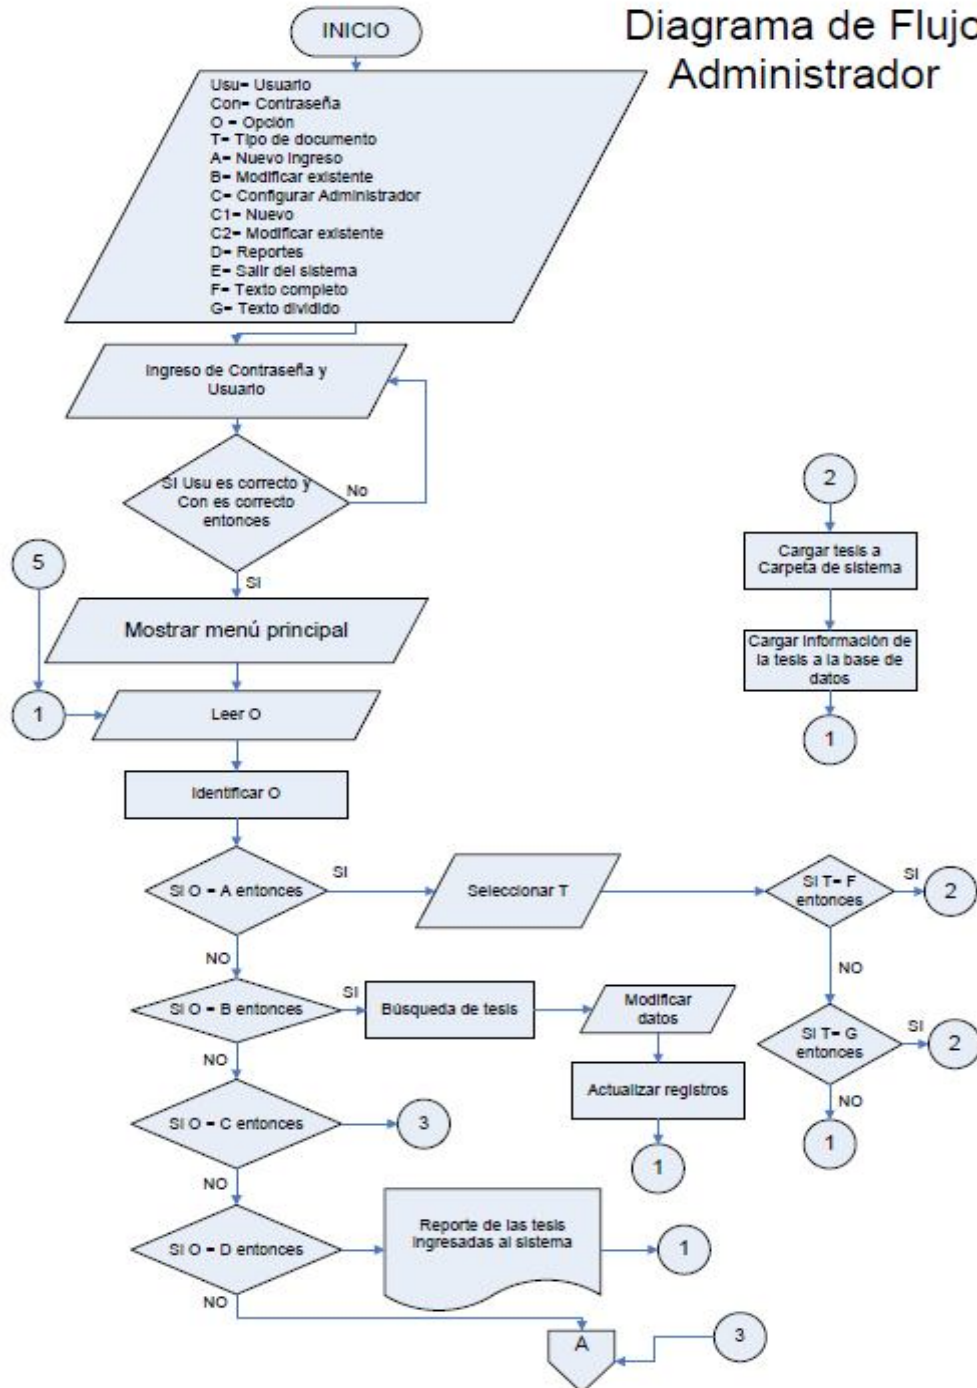 Diagrama de Flujo
Administrador
INICIO
Usu= Usuario
Con= Contraseña
O = Opción
T= Tipo de documento
A= Nuevo Ingreso
B= Modificar existente
C= Configurar Administrador
C1= Nuevo
C2= Modificar existente
D= Reportes
E= Salir del sistema
F= Texto completo
G= Texto dividido
Ingreso de Contraseña y
Usuario
SI Usu es correcto y
Con es correcto
entonces
No
SI
5
Mostrar menú principal
1
Leer O
Identificar O
2
Cargar tesis a
Carpeta de sistema
Cargar información de
la tesis a la base de
datos
1
SI O = A entonces
SI
Seleccionar T
SI T= F
entonces
SI
2
NO
NO
SI O = B entonces
SI
Búsqueda de tesis
Modificar
datos
SI T= G
entonces
SI
2
NO
Actualizar registros
NO
1
1
SI O = C entonces
3
NO
SI O = D entonces
Reporte de las tesis
Ingresadas al sistema
1
NO
A
3